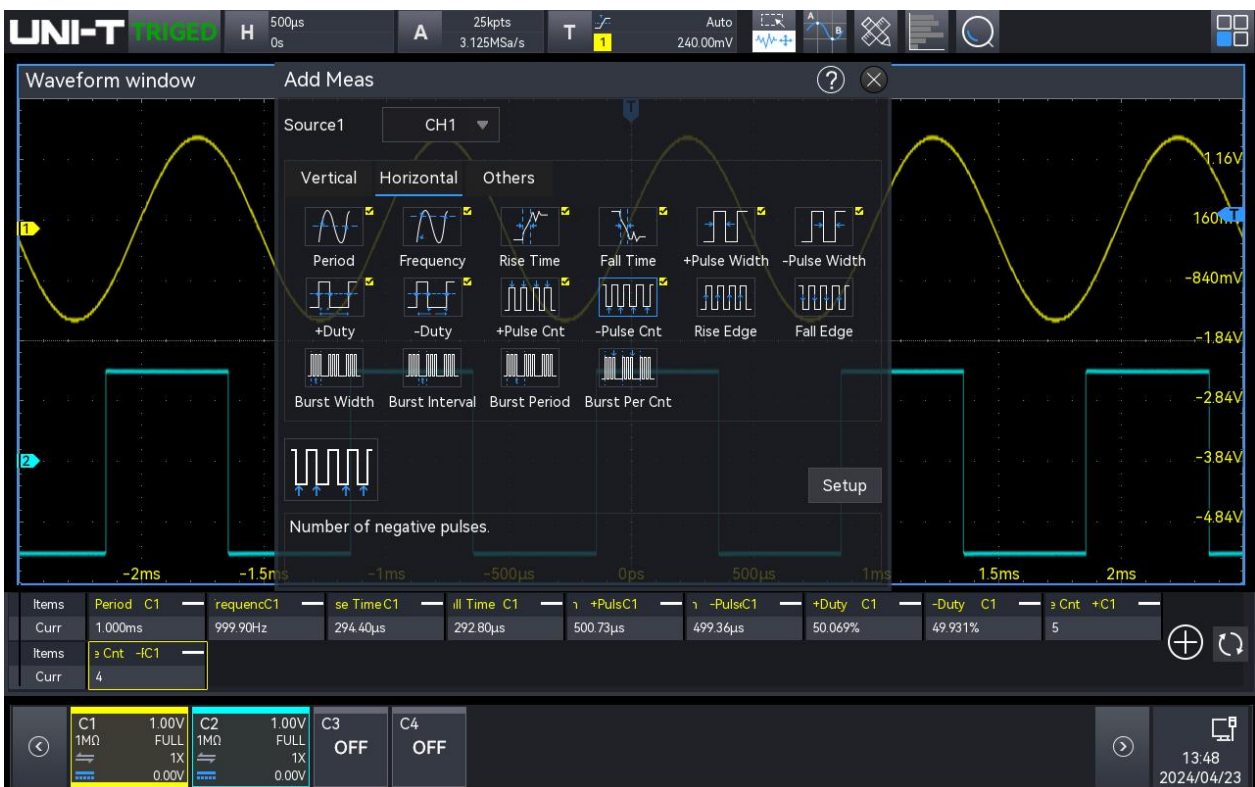 UNI-T TRIGED H 500μs 0s A 25kpts 3.125MSa/s T 1 Auto 240.00mV
Waveform window
Add Meas
Source1 CH1
Vertical Horizontal Others
Period Frequency Rise Time Fall Time +Pulse Width -Pulse Width
+Duty -Duty +Pulse Cnt -Pulse Cnt Rise Edge Fall Edge
Burst Width Burst Interval Burst Period Burst Per Cnt
Setup
Number of negative pulses.
T
1
2
1.16V
T
-840mV
-1.84V
-2.84V
-3.84V
-4.84V
-2ms -1.5ms -1ms -500μs 0ps 500μs 1ms 1.5ms 2ms
Items Period C1 requencC1 se TimeC1 ll Time C1 +PulsC1 -PulsC1 +Duty C1 -Duty C1 Cnt +C1
Curr 1.000ms 999.90Hz 294.40μs 292.80μs 500.73μs 499.36μs 50.069% 49.931% 5
Items Cnt C1
Curr 4
C1 1.00V C2 1.00V C3 C4
1MΩ FULL 1MΩ FULL OFF OFF
1X 1X
0.00V 0.00V
13:48
2024/04/23